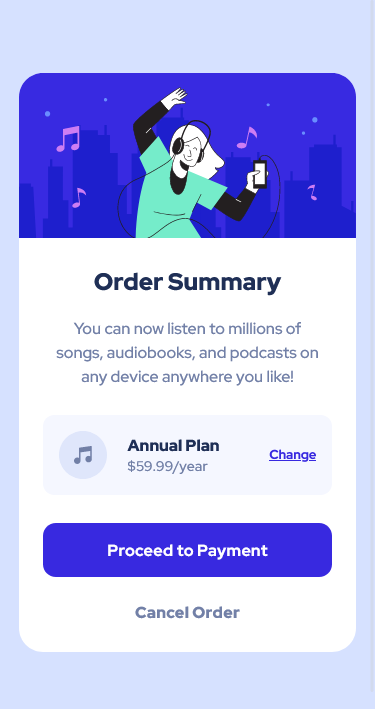 Order Summary
You can now listen to millions of
songs, audiobooks, and podcasts on
any device anywhere you like!
Annual Plan
$59.99/year
Change
Proceed to Payment
Cancel Order